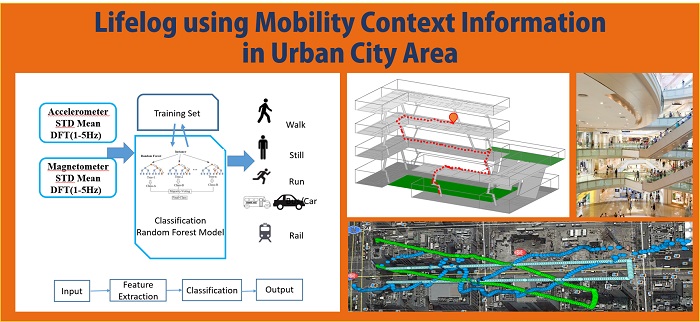 Lifelog using Mobility Context Information
in Urban City Area
Accelerometer
STD Mean
DFT(1-5Hz)
Magnetometer
STD Mean
DFT(1-5Hz)
Training Set
Random Forest
Instance
Classification
Random Forest Model
Walk
Still
Run
/Car
Rail
Input
Feature
Extraction
Classification
Output